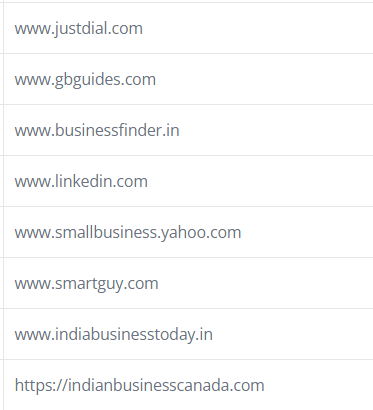 www.justdial.com
www.gbguides.com
www.businessfinder.in
www.linkedin.com
www.smallbusiness.yahoo.com
www.smartguy.com
www.indiabusinesstoday.in
https://indianbusinesscanada.com